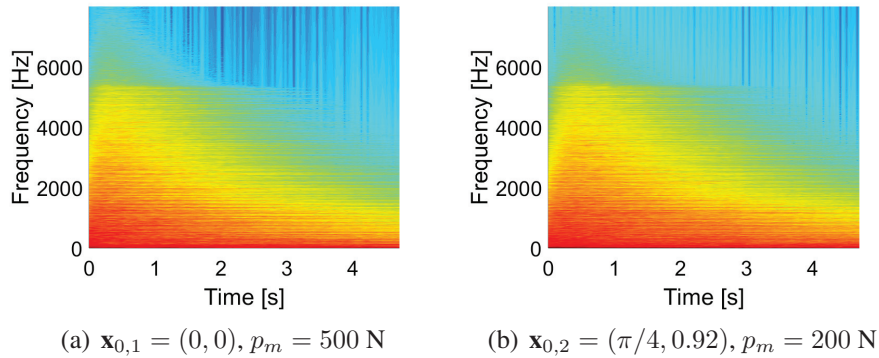 Frequency [Hz]
6000
4000
2000
0
0 1 2 3 4
Time [s]
(a) x0,1 = (0, 0), pm = 500 N
Frequency [Hz]
6000
4000
2000
0
0 1 2 3 4
Time [s]
(b) x0,2 = (π/4, 0.92), pm = 200 N